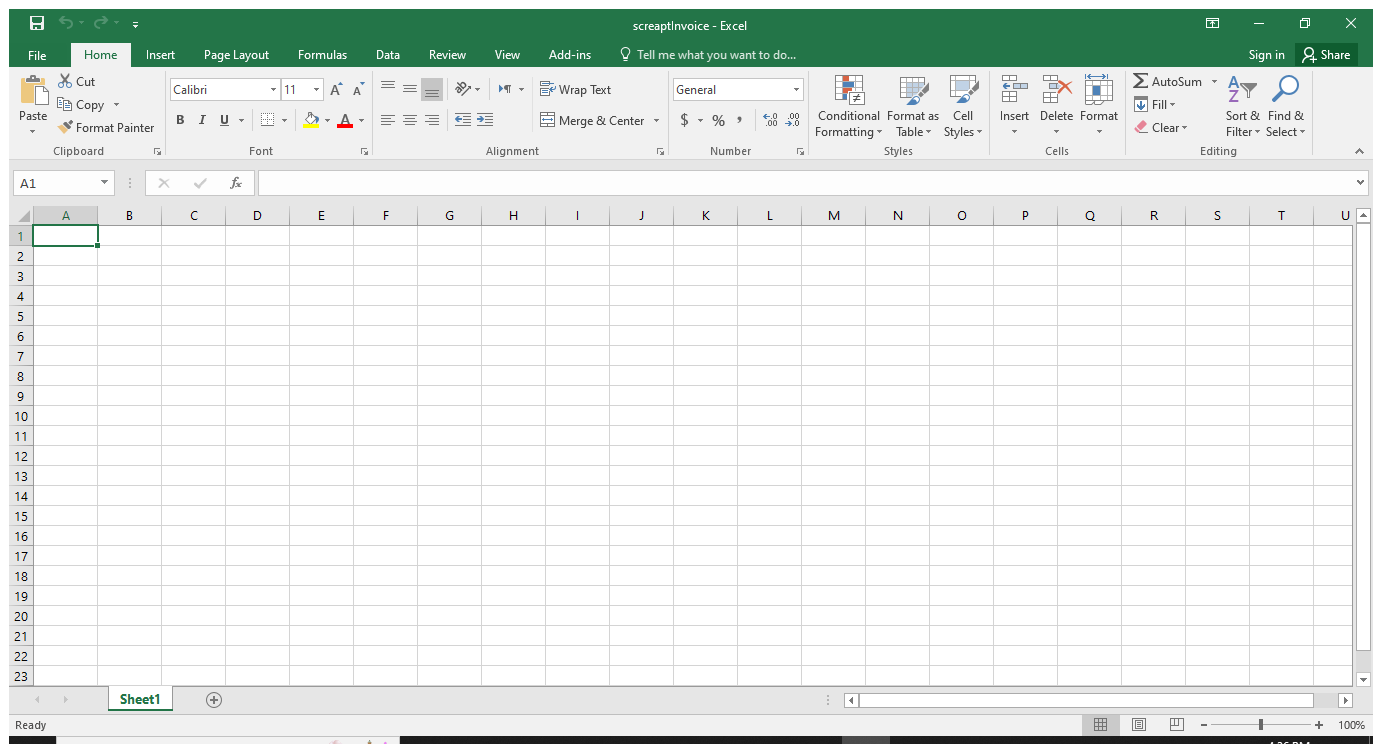 screaptInvoice - Excel
File Home Insert Page Layout Formulas Data Review View Add-ins Tell me what you want to do... Sign in Share
Paste
Cut
Copy
Format Painter
Clipboard
Calibri 11
B I U
Font
Wrap Text
Merge & Center
Alignment
General
$ % ,
Number
Conditional
Formatting
Format as
Table
Cell
Styles
Styles
Insert Delete Format
Cells
AutoSum
Fill
Clear
Sort &
Filter
Find &
Select
Editing
A1 fx
A B C D E F G H I J K L M N O P Q R S T U
1
2
3
4
5
6
7
8
9
10
11
12
13
14
15
16
17
18
19
20
21
22
23
Sheet1
Ready 100%